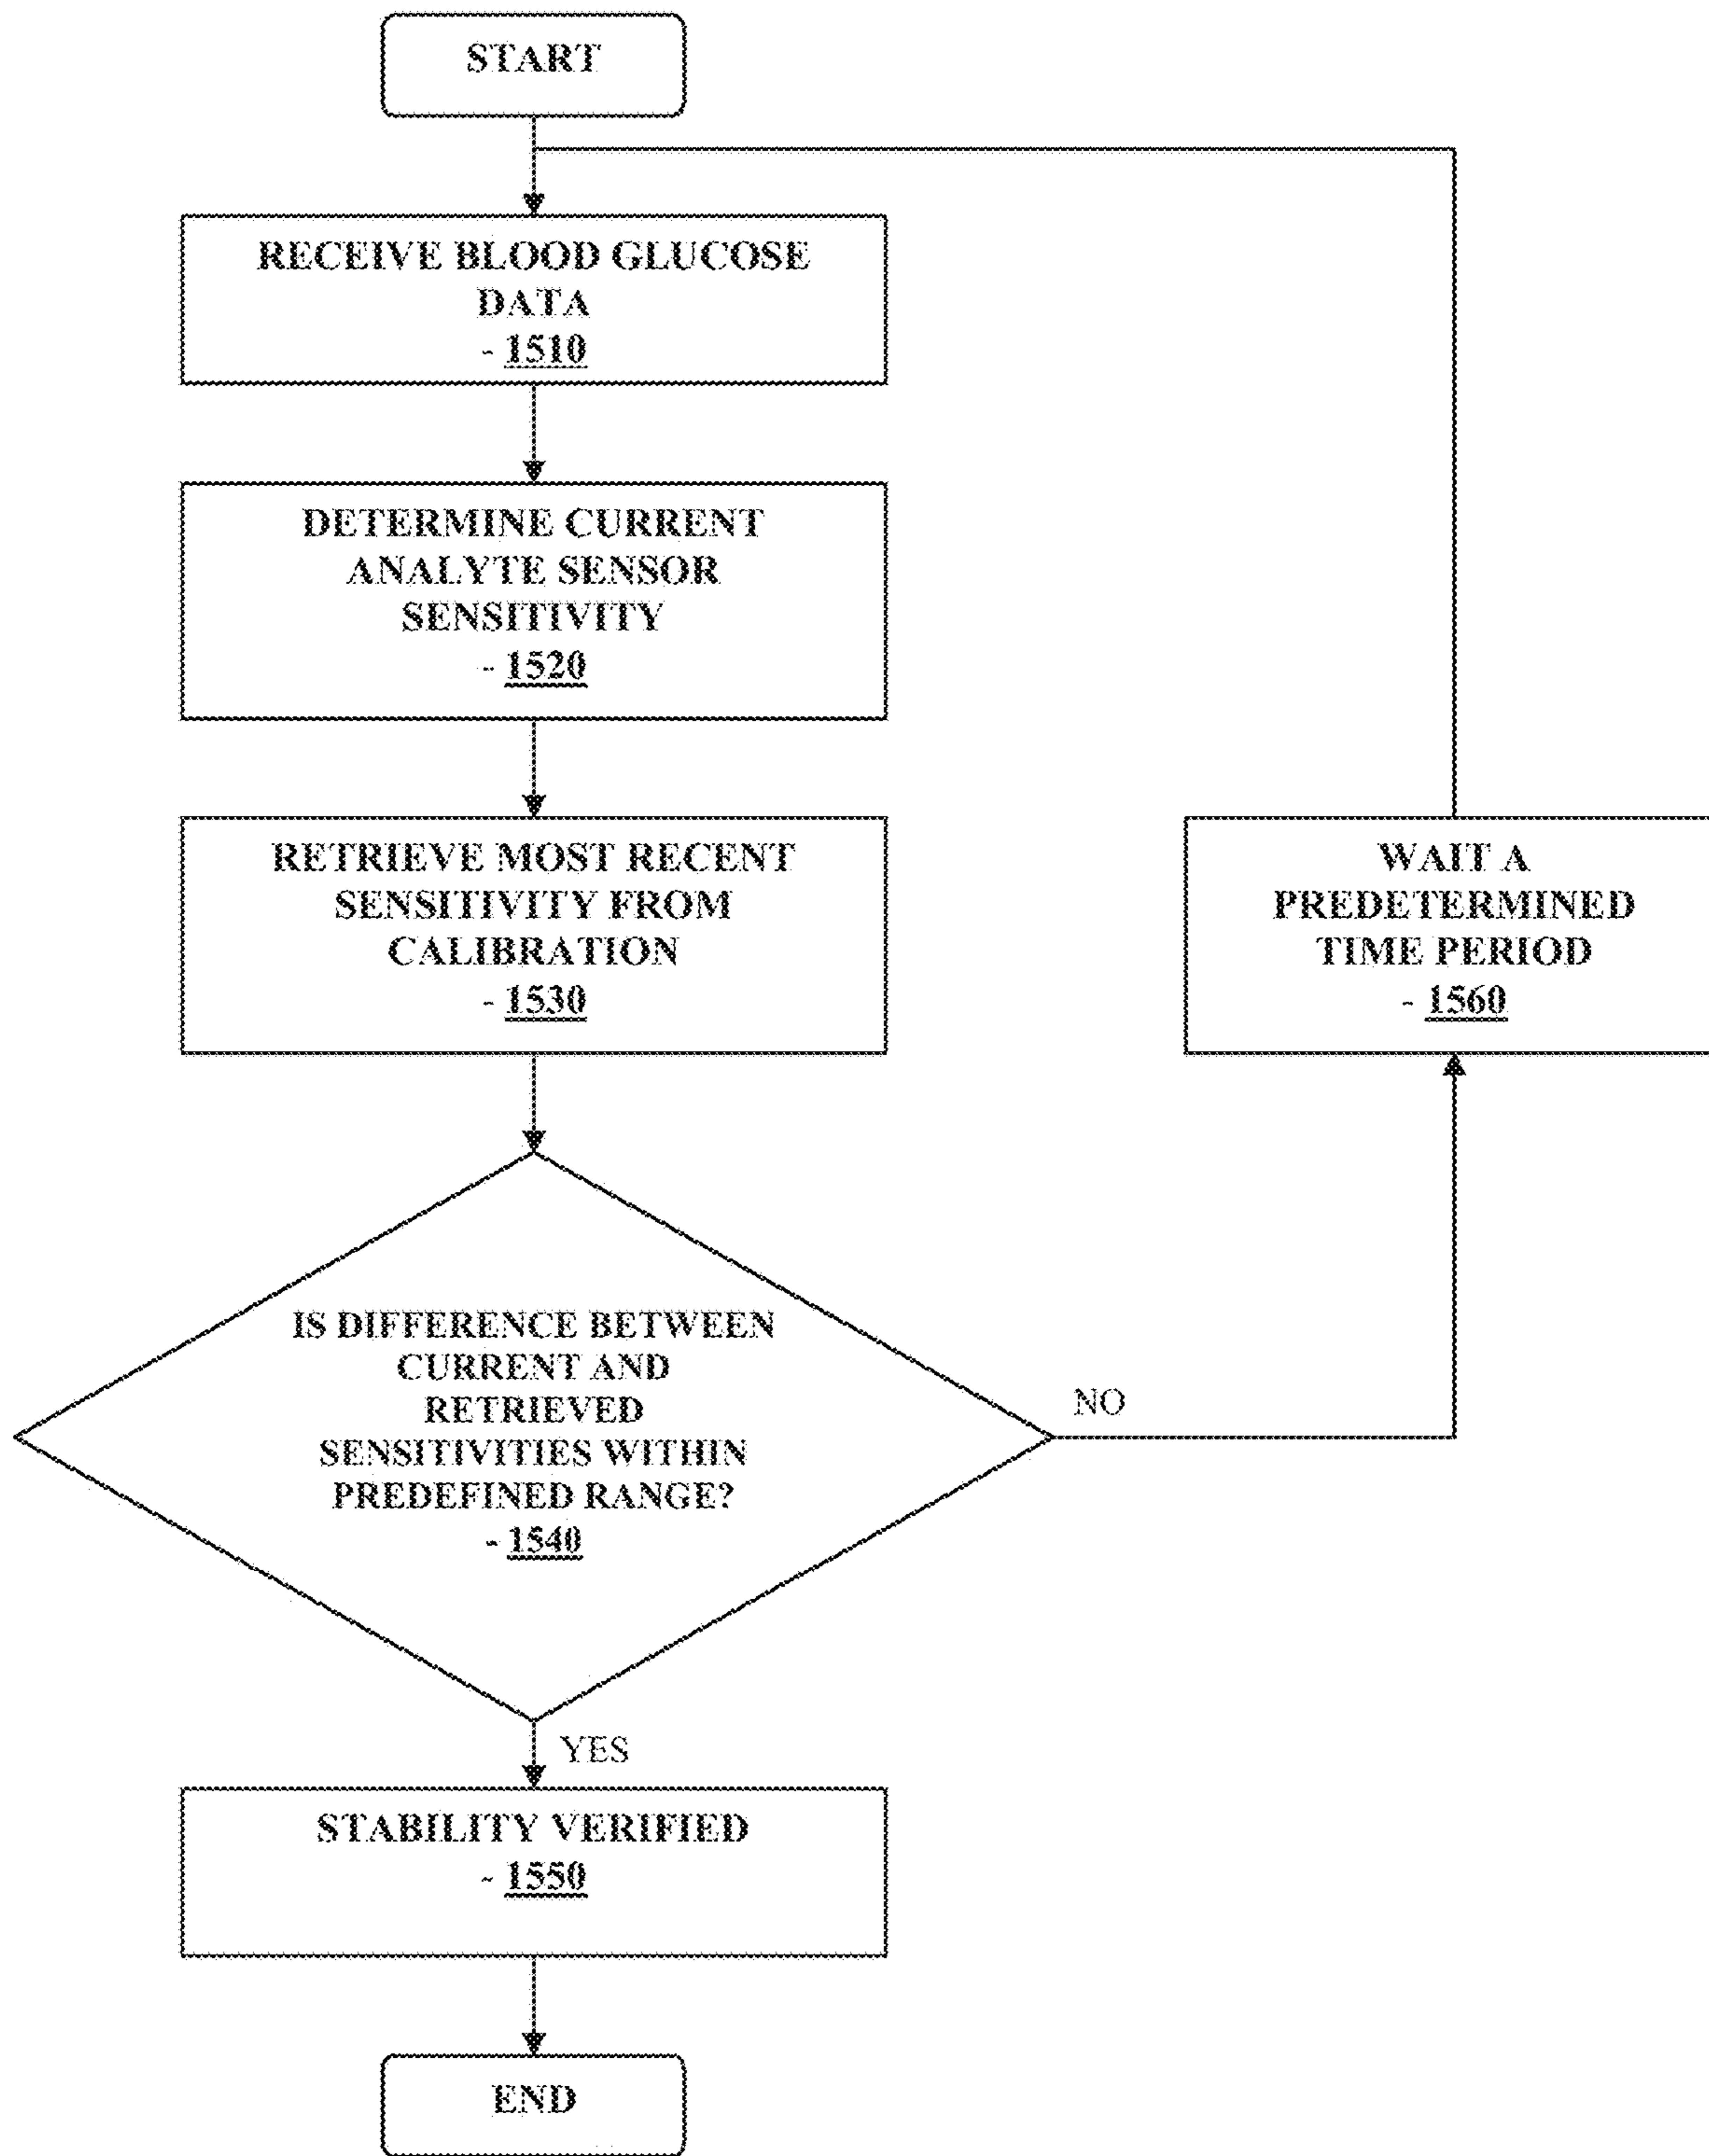 START
RECEIVE BLOOD GLUCOSE
DATA
- 1510
DETERMINE CURRENT
ANALYTE SENSOR
SENSITIVITY
- 1520
RETRIEVE MOST RECENT
SENSITIVITY FROM
CALIBRATION
- 1530
WAIT A
PREDETERMINED
TIME PERIOD
- 1560
IS DIFFERENCE BETWEEN
CURRENT AND
RETRIEVED
SENSITIVITIES WITHIN
PREDEFINED RANGE?
- 1540
NO
YES
STABILITY VERIFIED
- 1550
END